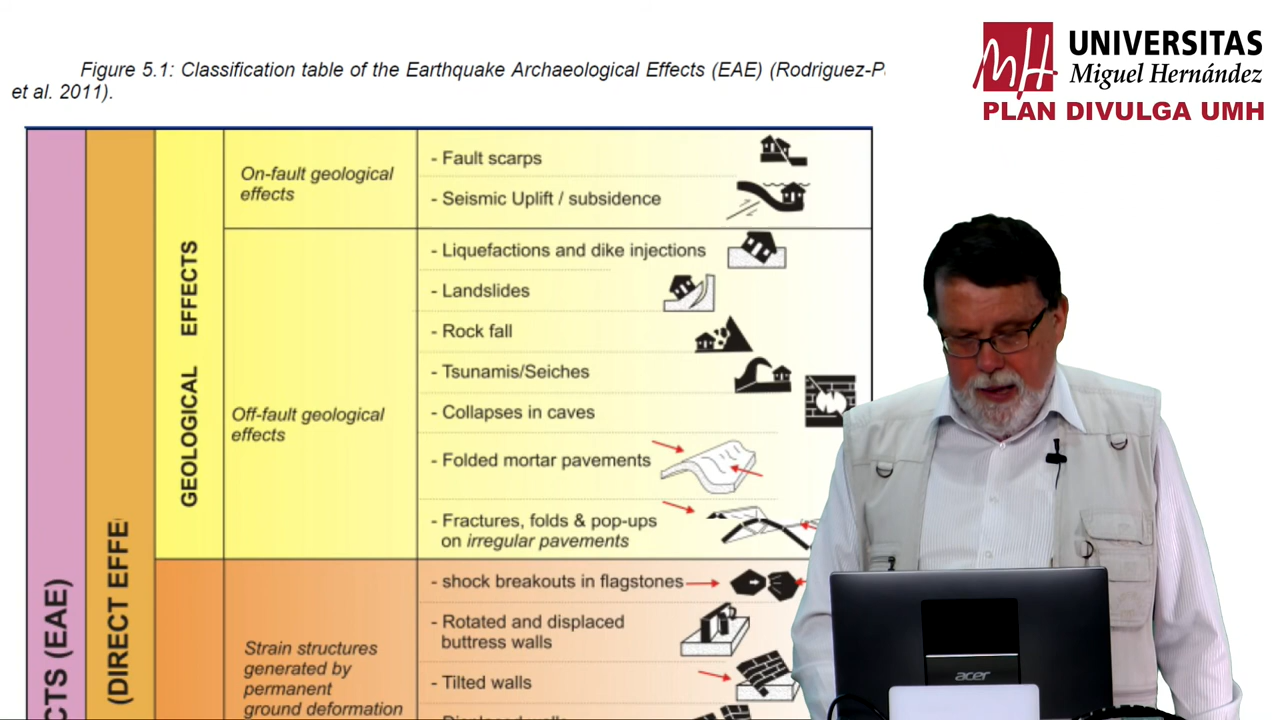 Figure 5.1: Classification table of the Earthquake Archaeological Effects (EAE) (Rodriguez-P
et al. 2011).
UNIVERSITAS
Miguel Hernández
PLAN DIVULGA UMH
CTS (EAE)
(DIRECT EFFE
GEOLOGICAL EFFECTS
On-fault geological
effects
- Fault scarps
- Seismic Uplift / subsidence
Off-fault geological
effects
- Liquefactions and dike injections
- Landslides
- Rock fall
- Tsunamis/Seiches
- Collapses in caves
- Folded mortar pavements
- Fractures, folds & pop-ups
on irregular pavements
Strain structures
generated by
permanent
ground deformation
- shock breakouts in flagstones
- Rotated and displaced
buttress walls
- Tilted walls
acer